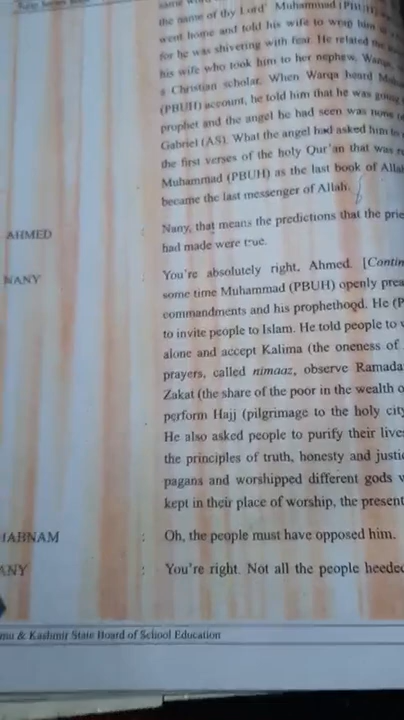 the name of thy Lord' Muhammad (PBUH)
went home and told his wife to wrap him
for he was shivering with fear. He related the
his wife who took him to her nephew, Warqa
a Christian scholar. When Warqa heard
(PBUH) account, he told him that he was going
prophet and the angel he had seen was none
Gabriel (AS). What the angel had asked him to
the first verses of the holy Qur'an that was
Muhammad (PBUH) as the last book of Allah
became the last messenger of Allah.
AHMED : Nany, that means the predictions that the prie
had made were true.
NANY : You're absolutely right, Ahmed. [Contin
some time Muhammad (PBUH) openly prea
commandments and his prophethood. He (P
to invite people to Islam. He told people to
alone and accept Kalima (the oneness of
prayers, called nimaaz, observe Ramada
Zakat (the share of the poor in the wealth o
perform Hajj (pilgrimage to the holy city
He also asked people to purify their live
the principles of truth, honesty and justic
pagans and worshipped different gods
kept in their place of worship, the present
HABNAM : Oh, the people must have opposed him.
ANY : You're right. Not all the people heeded
mu & Kashmir State Board of School Education